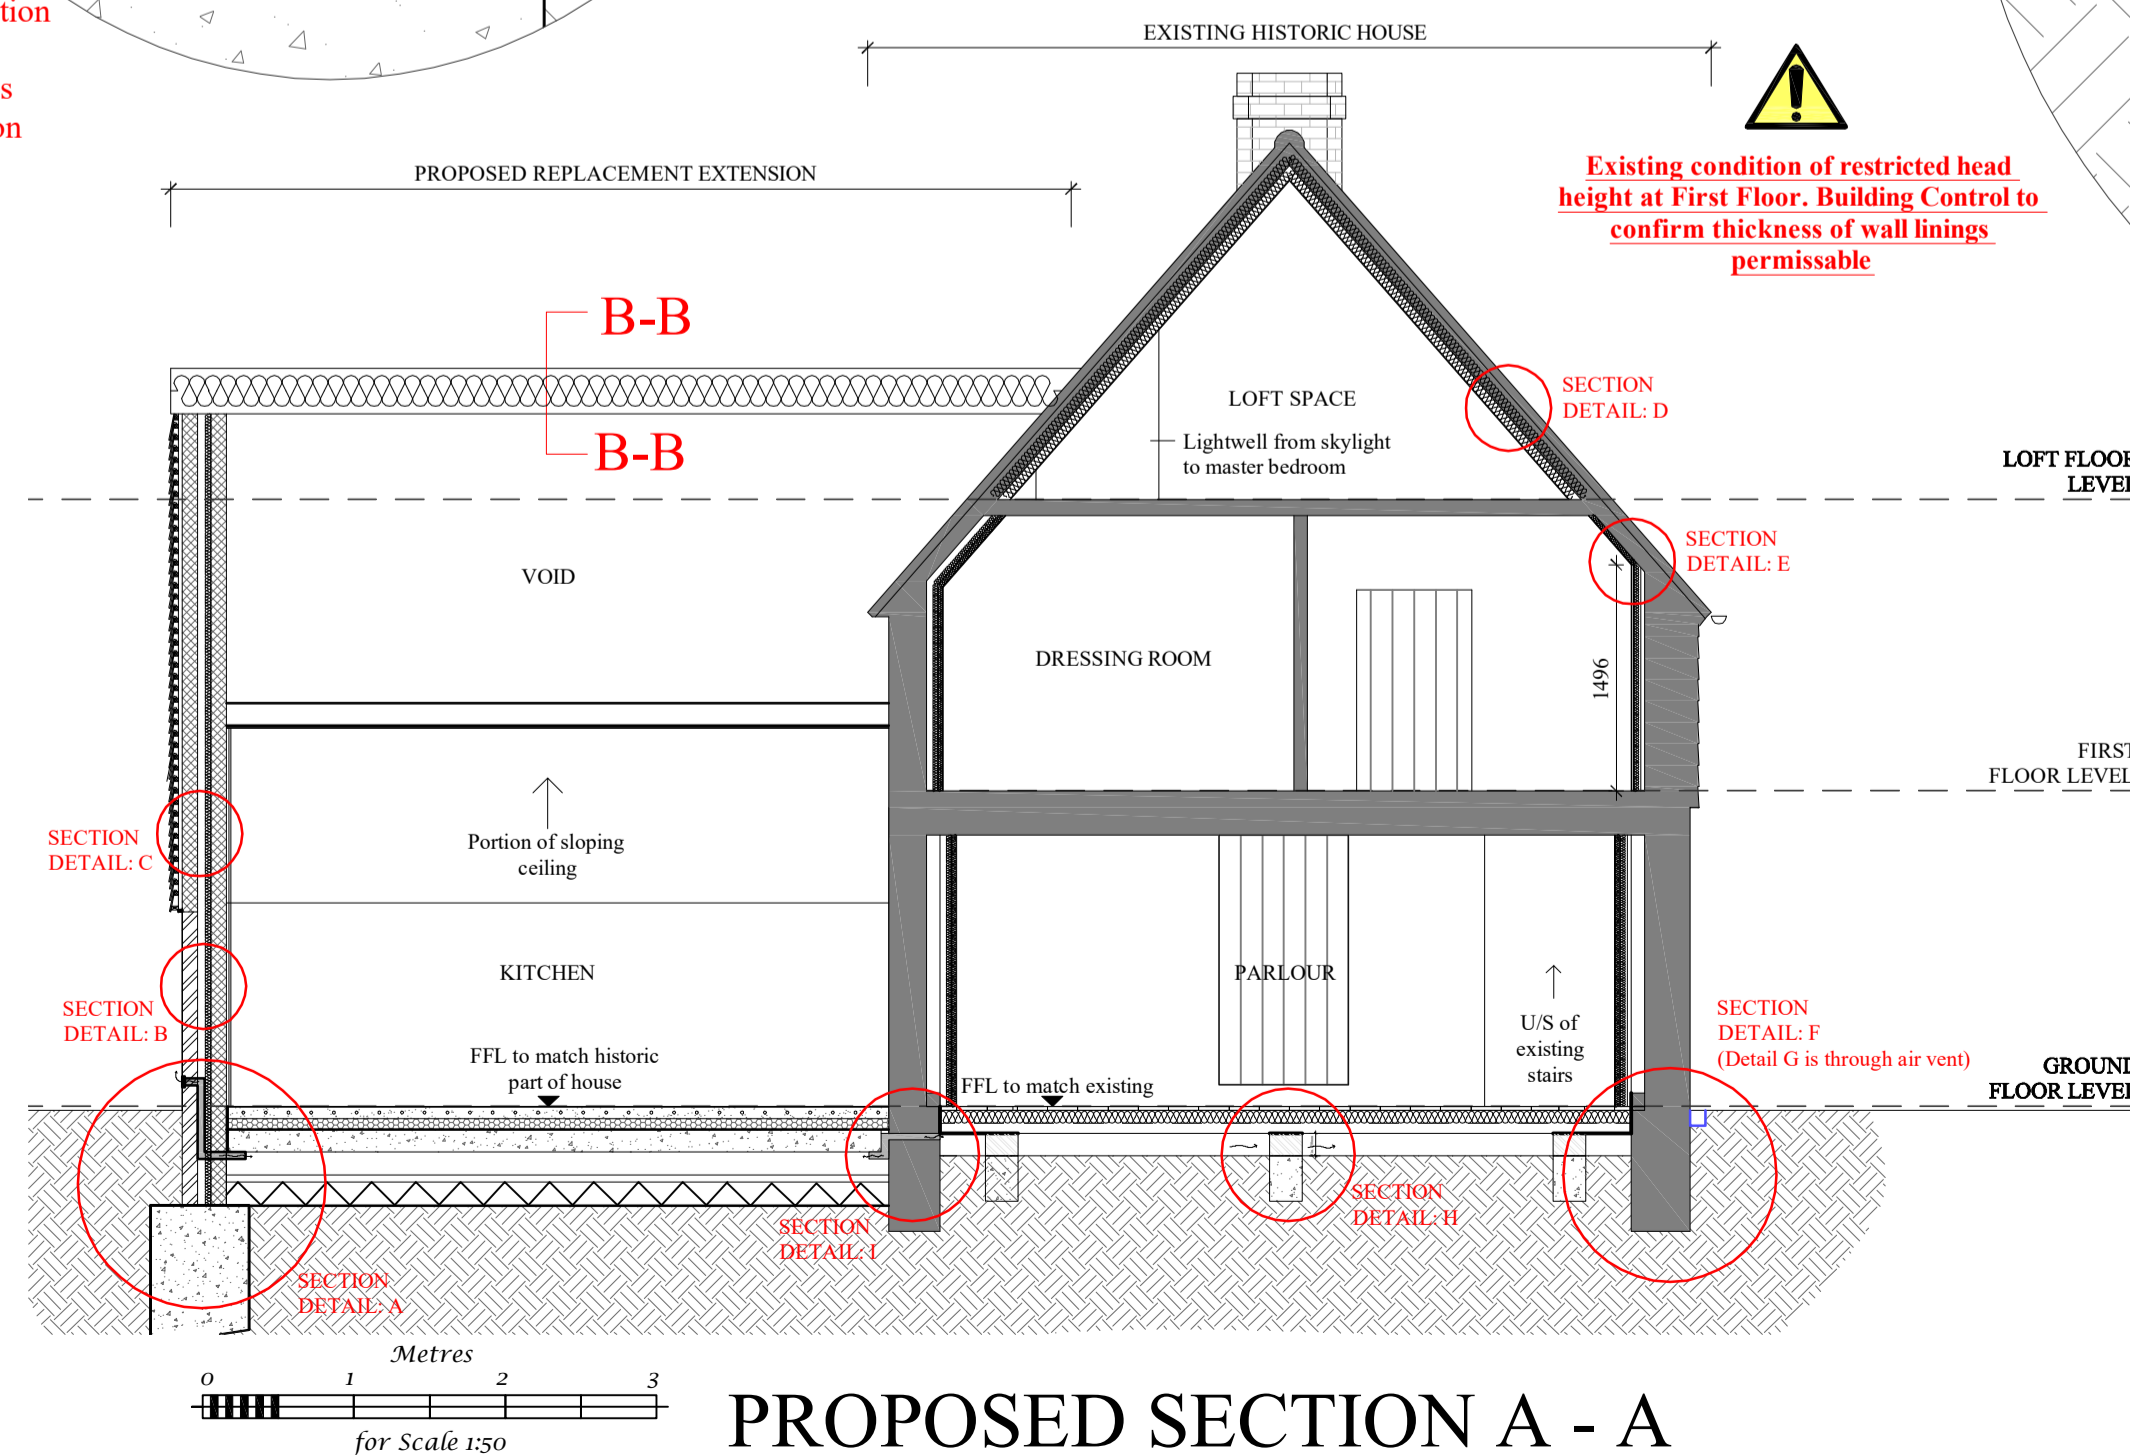 EXISTING HISTORIC HOUSE
PROPOSED REPLACEMENT EXTENSION
Existing condition of restricted head
height at First Floor. Building Control to
confirm thickness of wall linings
permissable
B-B
B-B
LOFT SPACE
Lightwell from skylight
to master bedroom
SECTION
DETAIL: D
LOFT FLOOR
LEVEL
SECTION
DETAIL: E
VOID
DRESSING ROOM
1496
FIRST
FLOOR LEVEL
Portion of sloping
ceiling
SECTION
DETAIL: C
KITCHEN
PARLOUR
SECTION
DETAIL: B
U/S of
existing
stairs
SECTION
DETAIL: F
(Detail G is through air vent)
FFL to match historic
part of house
FFL to match existing
GROUND
FLOOR LEVEL
SECTION
DETAIL: H
SECTION
DETAIL: I
SECTION
DETAIL: A
Metres
0 1 2 3
for Scale 1:50
PROPOSED SECTION A - A